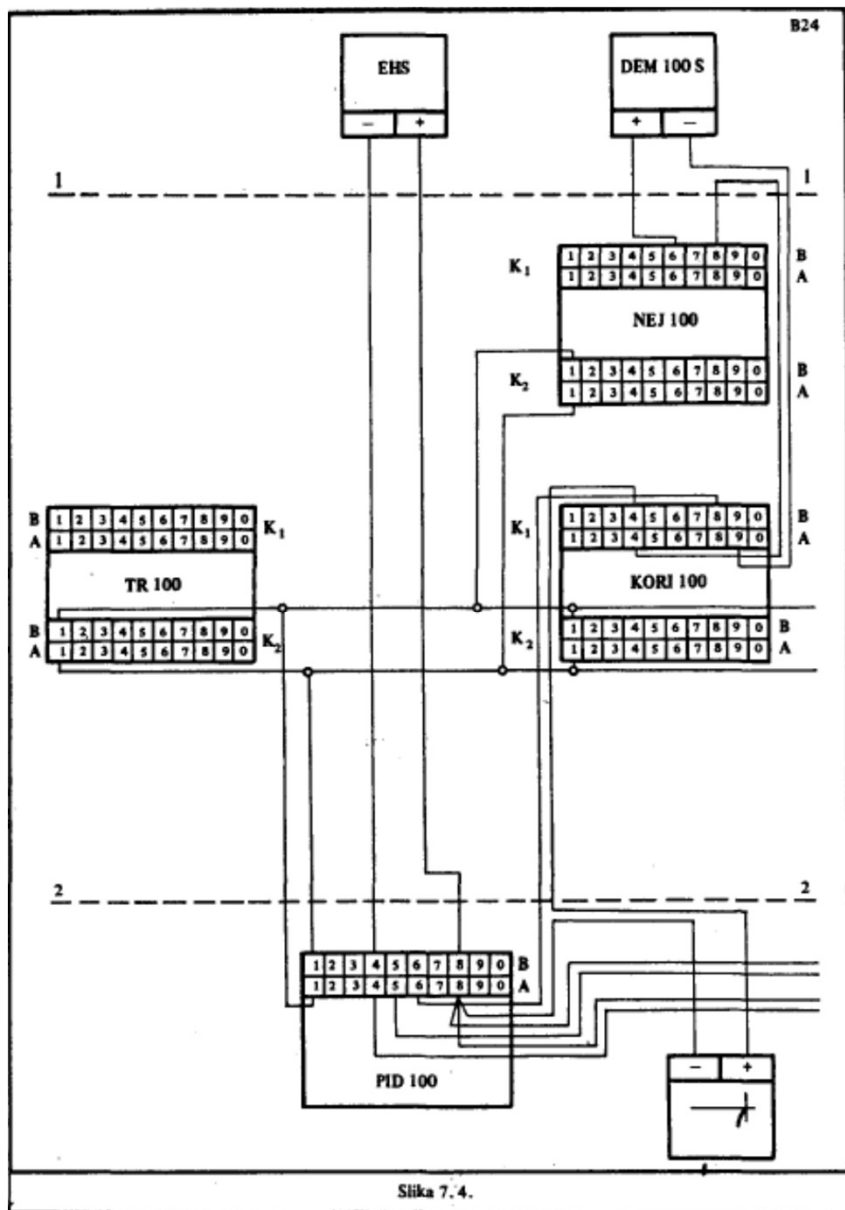 B24
EHS
DEM 100 S
— +
+ —
1 1
K1
1 2 3 4 5 6 7 8 9 0 B
1 2 3 4 5 6 7 8 9 0 A
NEJ 100
K2
1 2 3 4 5 6 7 8 9 0 B
1 2 3 4 5 6 7 8 9 0 A
B 1 2 3 4 5 6 7 8 9 0 K1
A 1 2 3 4 5 6 7 8 9 0
TR 100
B 1 2 3 4 5 6 7 8 9 0 K2
A 1 2 3 4 5 6 7 8 9 0
K1
1 2 3 4 5 6 7 8 9 0 B
1 2 3 4 5 6 7 8 9 0 A
KORI 100
K2
1 2 3 4 5 6 7 8 9 0 B
1 2 3 4 5 6 7 8 9 0 A
2 2
1 2 3 4 5 6 7 8 9 0 B
1 2 3 4 5 6 7 8 9 0 A
PID 100
— +
Slika 7.4.